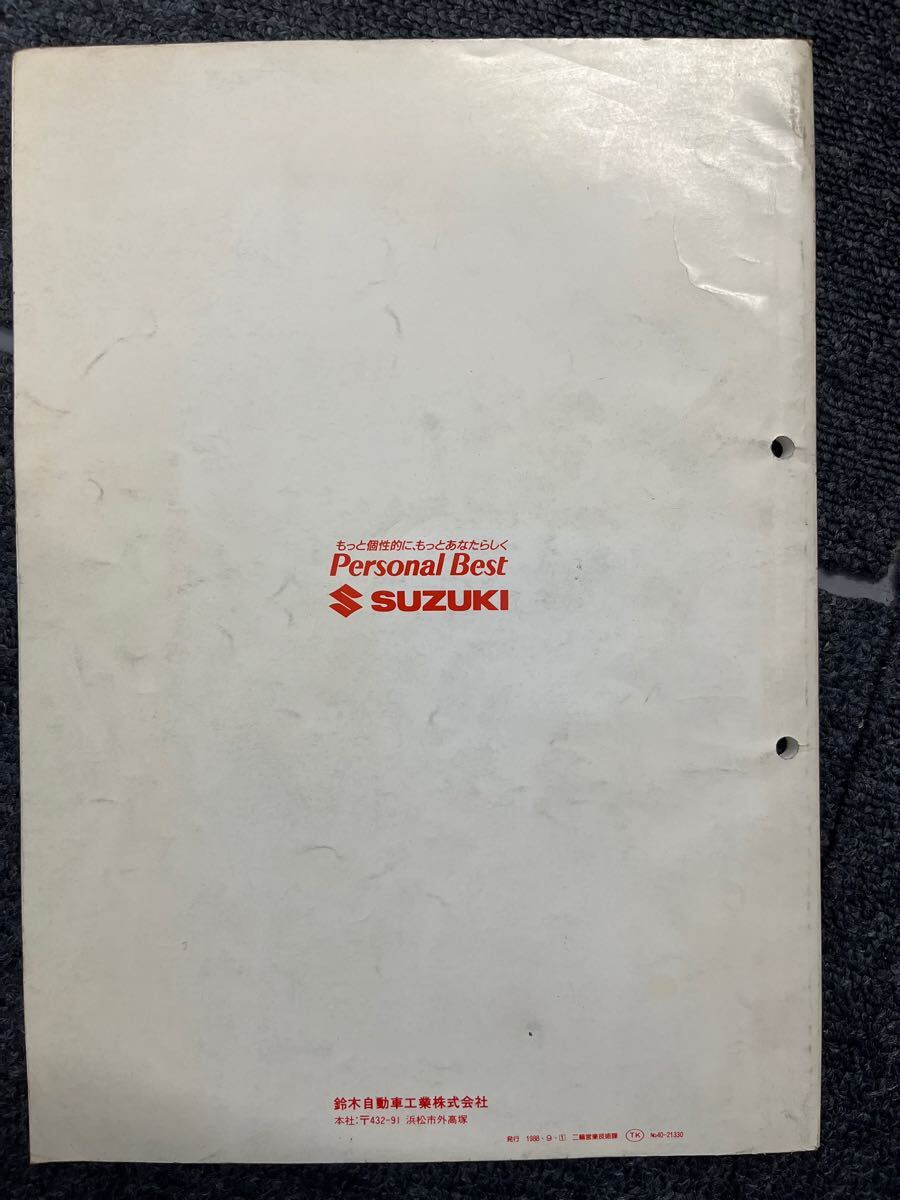 もっと個性的に、もっとあなたらしく
Personal Best
SUZUKI
鈴木自動車工業株式会社
本社:〒432-91 浜松市外高塚
発行 1988・9・① 二輪営業技術課 TK No.40-21330